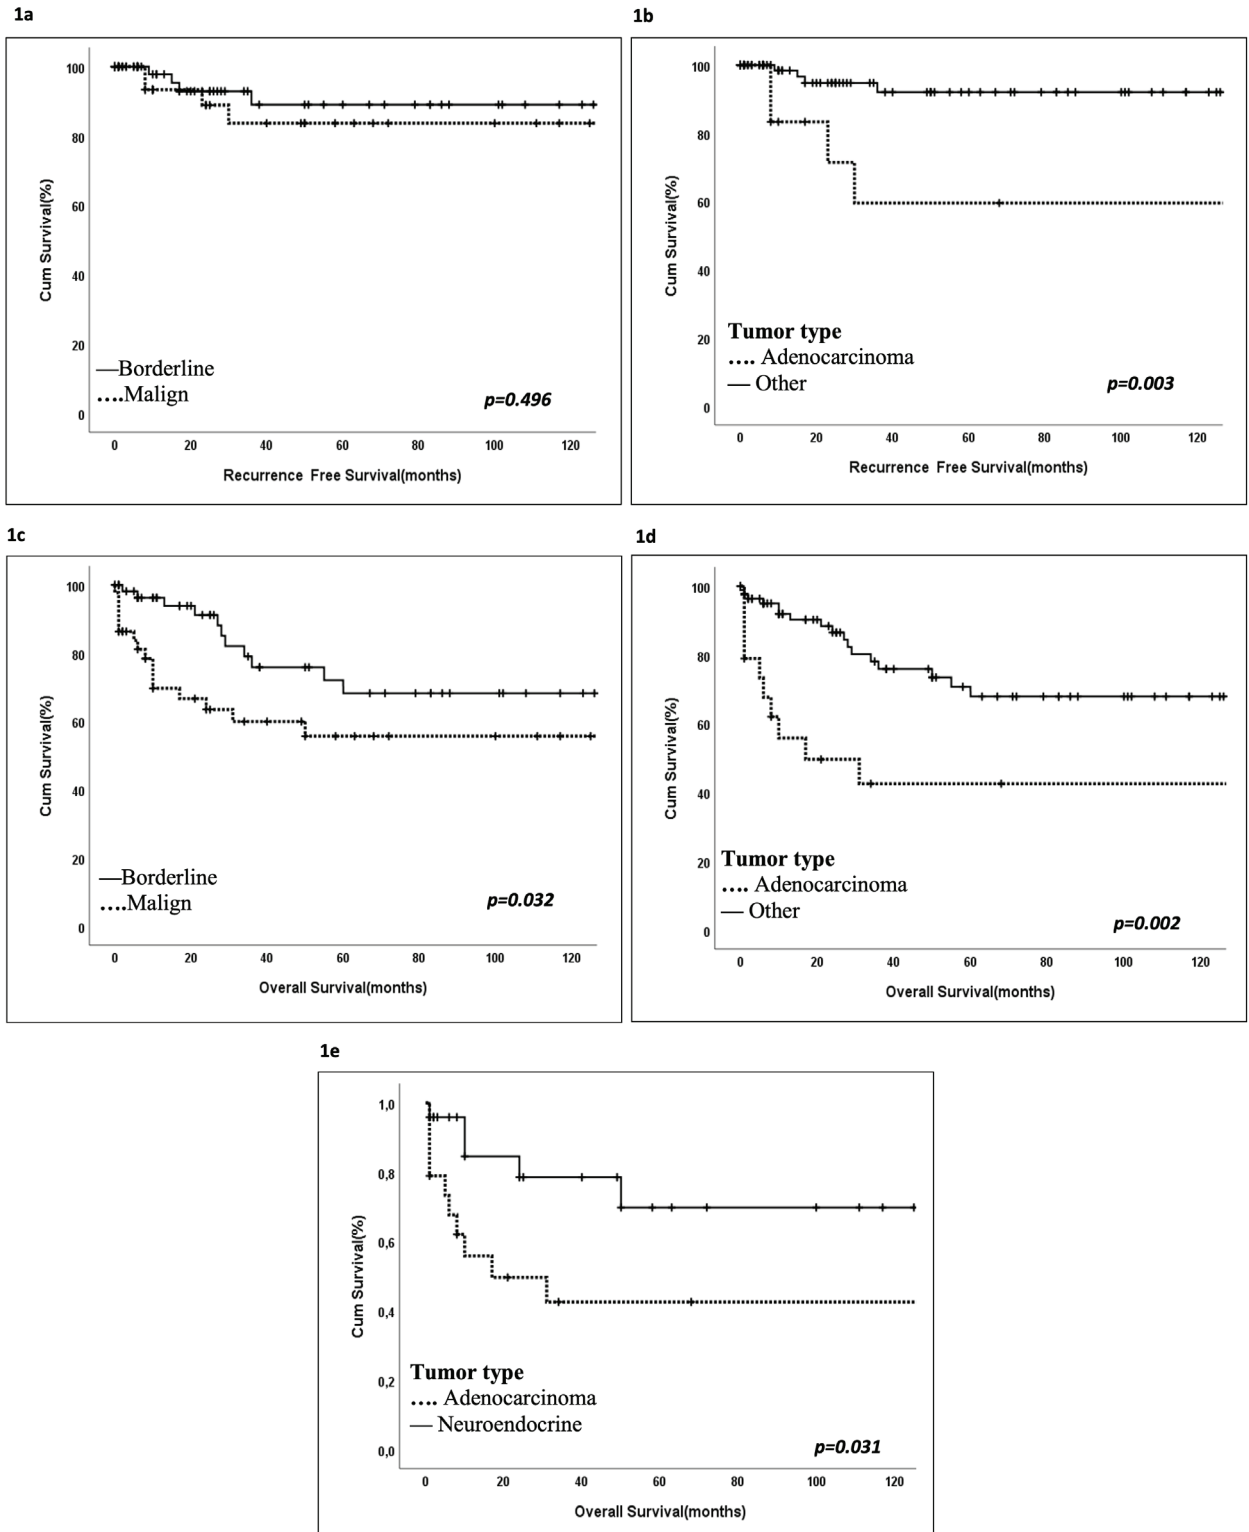 1a
100
80
60
40
20
0
Cum Survival(%)
—Borderline
....Malign
p=0.496
0 20 40 60 80 100 120
Recurrence Free Survival(months)
1b
100
80
60
40
20
0
Cum Survival(%)
Tumor type
.... Adenocarcinoma
— Other
p=0.003
0 20 40 60 80 100 120
Recurrence Free Survival(months)
1c
100
80
60
40
20
0
Cum Survival(%)
—Borderline
....Malign
p=0.032
0 20 40 60 80 100 120
Overall Survival(months)
1d
100
80
60
40
20
0
Cum Survival(%)
Tumor type
.... Adenocarcinoma
— Other
p=0.002
0 20 40 60 80 100 120
Overall Survival(months)
1e
1,0
0,8
0,6
0,4
0,2
0,0
Cum Survival(%)
Tumor type
.... Adenocarcinoma
— Neuroendocrine
p=0.031
0 20 40 60 80 100 120
Overall Survival(months)